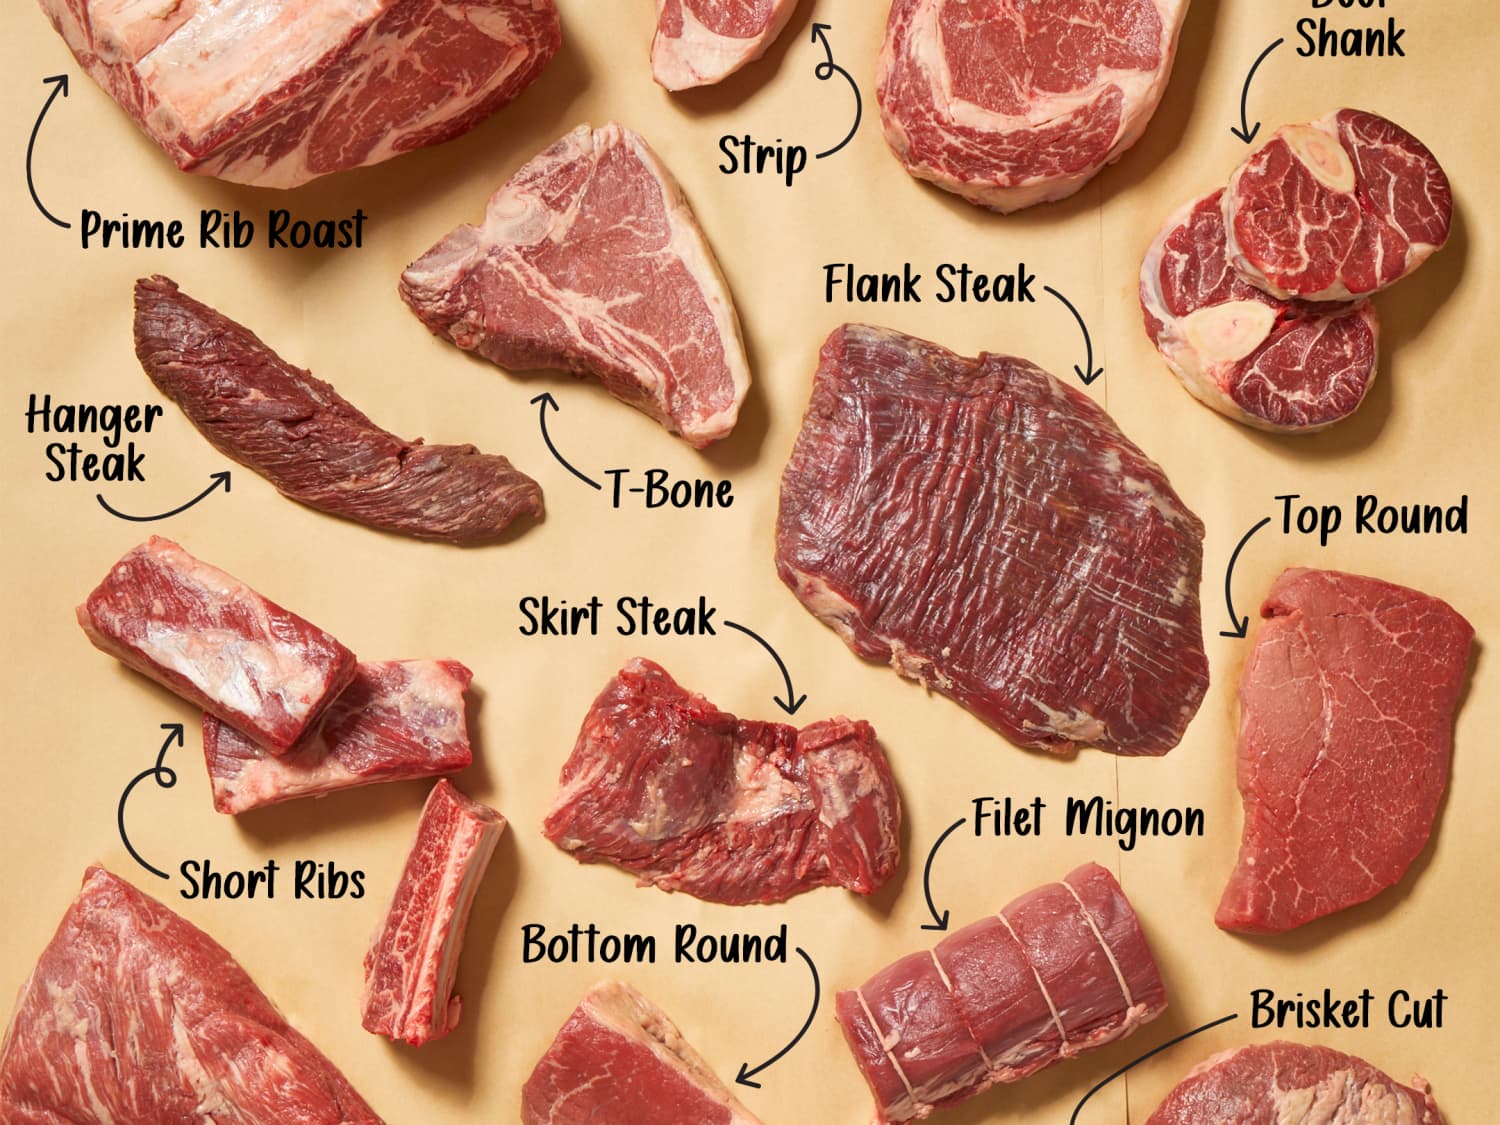 Shank
Strip
Prime Rib Roast
Flank Steak
Hanger
Steak
T-Bone
Top Round
Skirt Steak
Filet Mignon
Short Ribs
Bottom Round
Brisket Cut